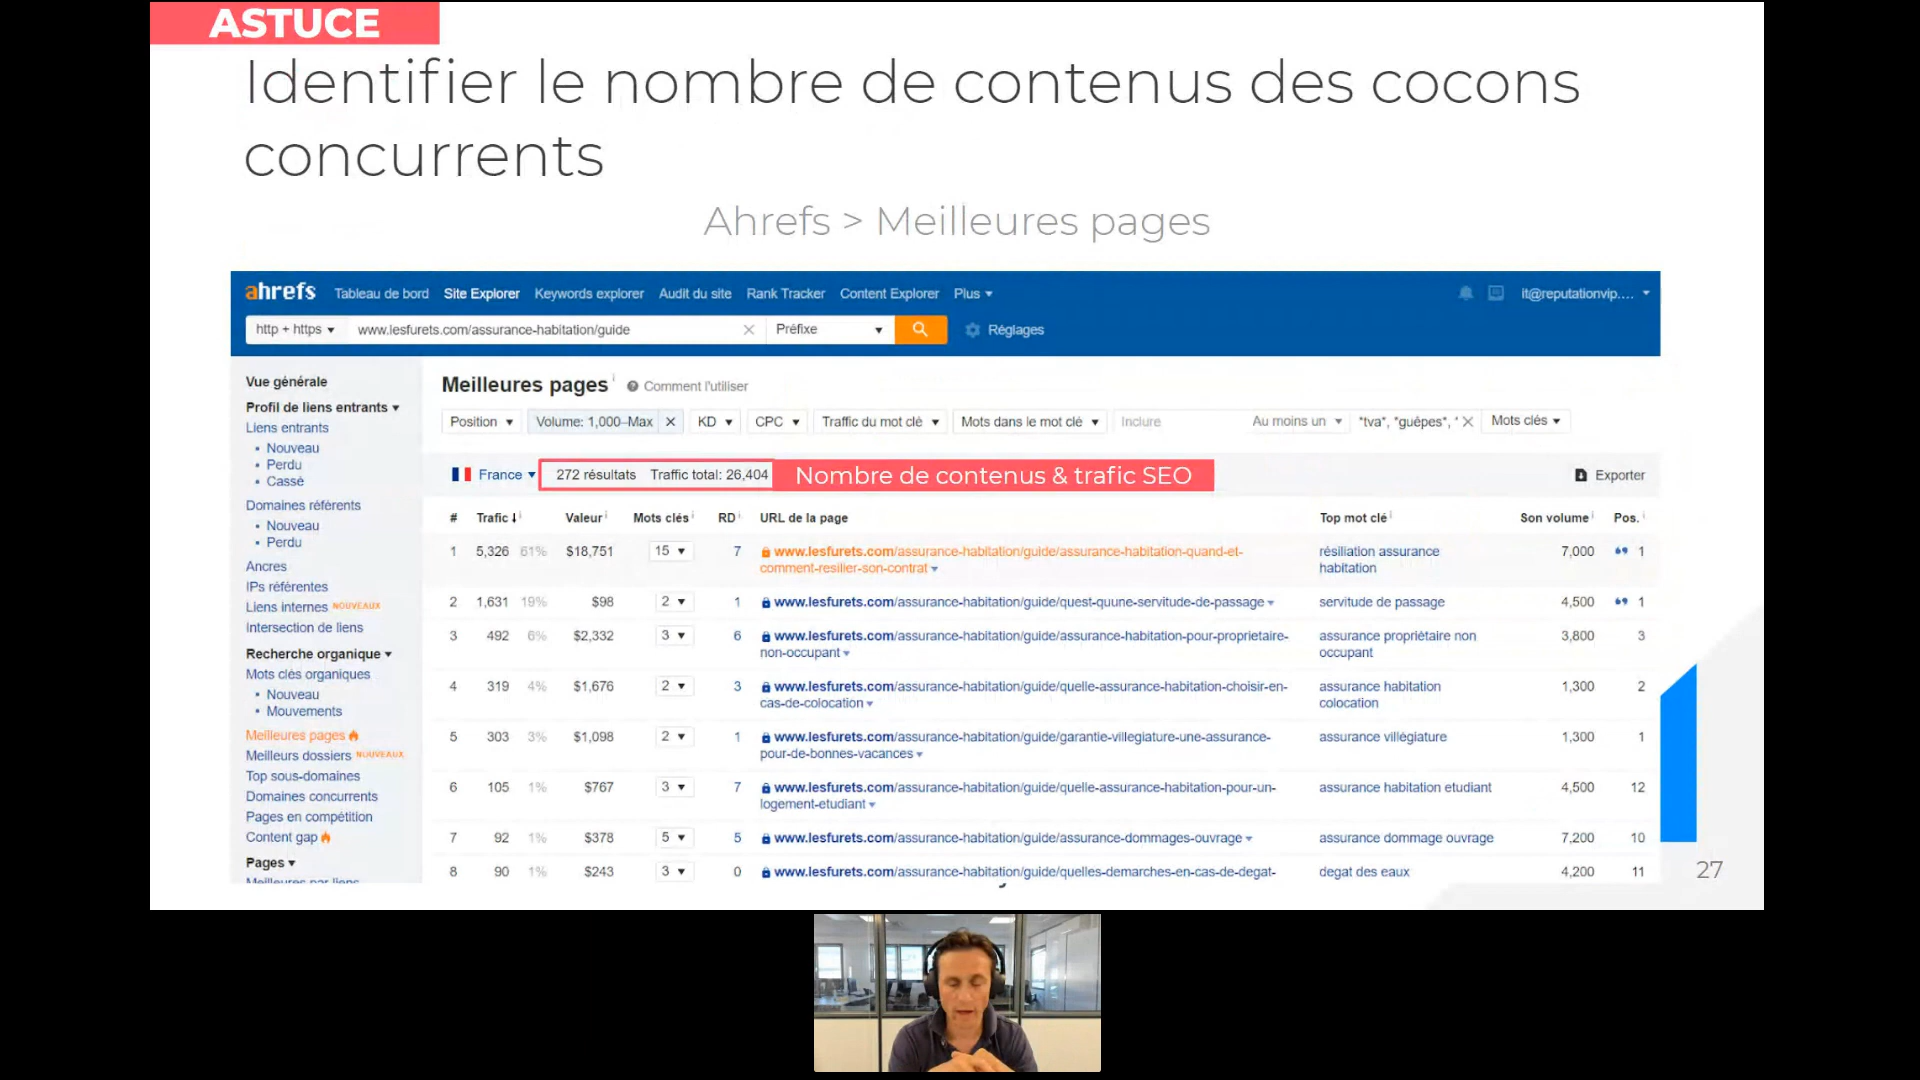 ASTUCE
Identifier le nombre de contenus des cocons
concurrents
Ahrefs > Meilleures pages
ahrefs Tableau de bord Site Explorer Keywords explorer Audit du site Rank Tracker Content Explorer Plus it@reputationvip....
http + https www.lesfurets.com/assurance-habitation/guide Préfixe Réglages
Vue générale
Profil de liens entrants
Liens entrants
• Nouveau
• Perdu
• Cassé
Domaines référents
• Nouveau
• Perdu
Ancres
IPs référentes
Liens internes NOUVEAUX
Intersection de liens
Recherche organique
Mots clés organiques
• Nouveau
• Mouvements
Meilleures pages
Meilleurs dossiers NOUVEAUX
Top sous-domaines
Domaines concurrents
Pages en compétition
Content gap
Pages
Meilleures par liens
Meilleures pages Comment l'utiliser
Position Volume: 1,000–Max KD CPC Traffic du mot clé Mots dans le mot clé Inclure Au moins un "tva", "guêpes", " Mots clés
France 272 résultats Traffic total: 26,404 Nombre de contenus & trafic SEO Exporter
# Trafic Valeur Mots clés RD URL de la page Top mot clé Son volume Pos.
1 5,326 61% $18,751 15 7 www.lesfurets.com/assurance-habitation/guide/assurance-habitation-quand-et- résiliation assurance 7,000 1
comment-resilier-son-contrat habitation
2 1,631 19% $98 2 1 www.lesfurets.com/assurance-habitation/guide/quest-quune-servitude-de-passage servitude de passage 4,500 1
3 492 6% $2,332 3 6 www.lesfurets.com/assurance-habitation/guide/assurance-habitation-pour-proprietaire- assurance propriétaire non 3,800 3
non-occupant occupant
4 319 4% $1,676 2 3 www.lesfurets.com/assurance-habitation/guide/quelle-assurance-habitation-choisir-en- assurance habitation 1,300 2
cas-de-colocation colocation
5 303 3% $1,098 2 1 www.lesfurets.com/assurance-habitation/guide/garantie-villegiature-une-assurance- assurance villégiature 1,300 1
pour-de-bonnes-vacances
6 105 1% $767 3 7 www.lesfurets.com/assurance-habitation/guide/quelle-assurance-habitation-pour-un- assurance habitation etudiant 4,500 12
logement-etudiant
7 92 1% $378 5 5 www.lesfurets.com/assurance-habitation/guide/assurance-dommages-ouvrage assurance dommage ouvrage 7,200 10
8 90 1% $243 3 0 www.lesfurets.com/assurance-habitation/guide/quelles-demarches-en-cas-de-degat- degat des eaux 4,200 11
27